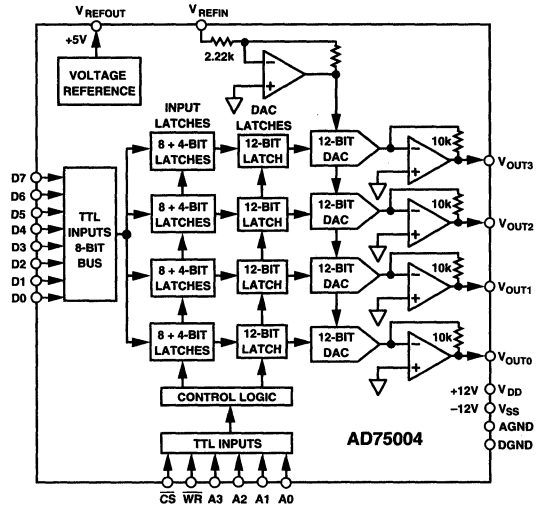 VREFOUT
VREFIN
+5V
2.22k
VOLTAGE
REFERENCE
INPUT
LATCHES
DAC
LATCHES
8 + 4-BIT
LATCHES
12-BIT
LATCH
12-BIT
DAC
10k
VOUT3
8 + 4-BIT
LATCHES
12-BIT
LATCH
12-BIT
DAC
10k
VOUT2
8 + 4-BIT
LATCHES
12-BIT
LATCH
12-BIT
DAC
10k
VOUT1
8 + 4-BIT
LATCHES
12-BIT
LATCH
12-BIT
DAC
10k
VOUT0
D7
D6
D5
D4
D3
D2
D1
D0
TTL
INPUTS
8-BIT
BUS
CONTROL LOGIC
TTL INPUTS
+12V VDD
−12V VSS
AGND
DGND
AD75004
C̅S̅ W̅R̅ A3 A2 A1 A0